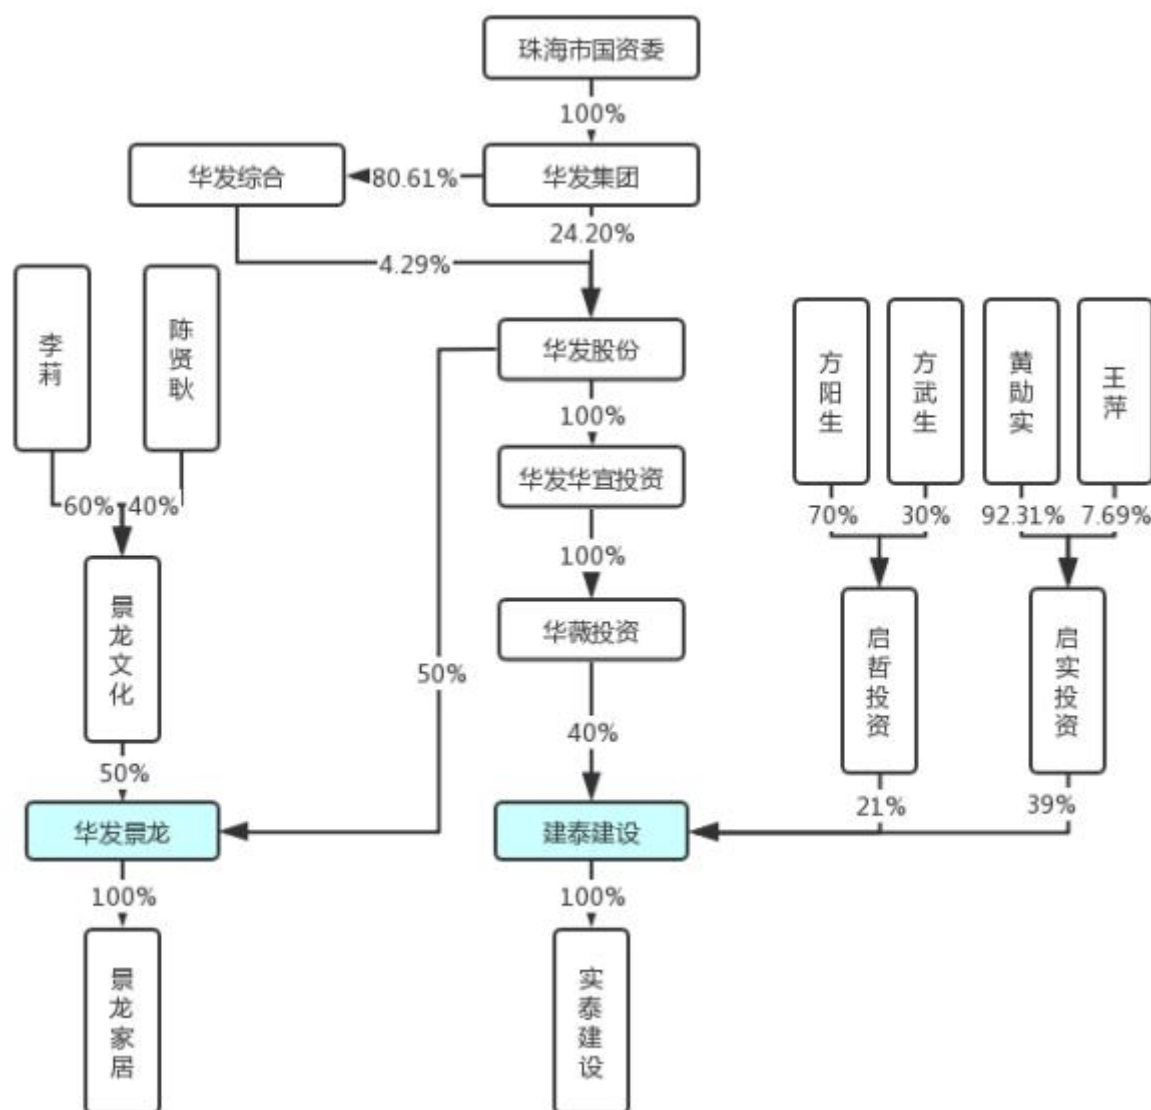 珠海市国资委
100%
华发综合
80.61%
华发集团
24.20%
4.29%
李莉
陈贤耿
华发股份
方阳生
方武生
黄勋实
王萍
100%
华发华宜投资
60%
40%
70%
30%
92.31%
7.69%
100%
景龙文化
华薇投资
启哲投资
启实投资
50%
40%
50%
21%
39%
华发景龙
建泰建设
100%
100%
景龙家居
实泰建设